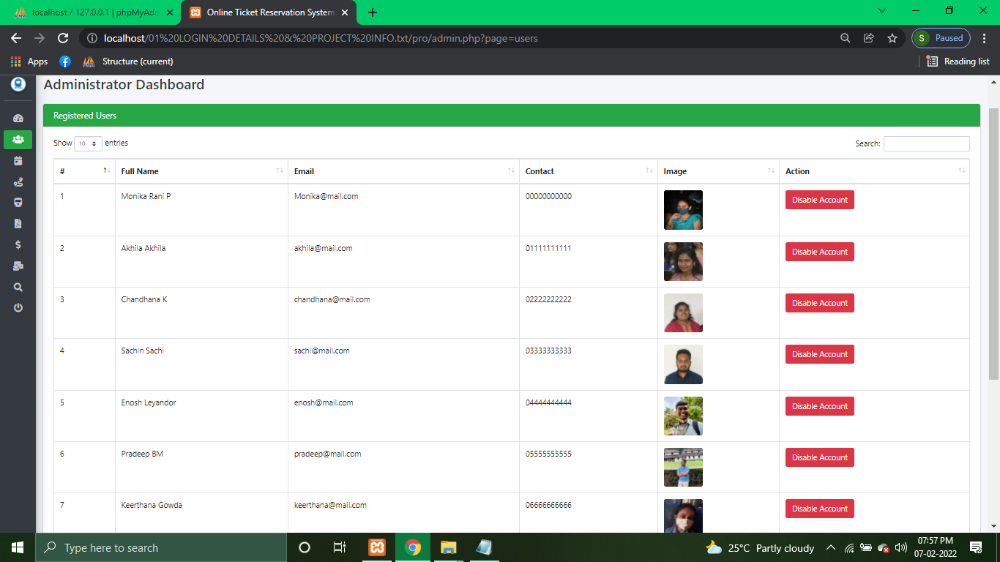 localhost / 127.0.0.1 | phpMyAdm
Online Ticket Reservation System
localhost/01%20LOGIN%20DETAILS%20&%20PROJECT%20INFO.txt/pro/admin.php?page=users
S Paused
Apps
Structure (current)
Reading list
Administrator Dashboard
Registered Users
Show 10 entries
Search:
# Full Name Email Contact Image Action
1 Monika Rani P Monika@mail.com 00000000000 Disable Account
2 Akhila Akhila akhila@mail.com 01111111111 Disable Account
3 Chandhana K chandhana@mail.com 02222222222 Disable Account
4 Sachin Sachi sachi@mail.com 03333333333 Disable Account
5 Enosh Leyandor enosh@mail.com 04444444444 Disable Account
6 Pradeep BM pradeep@mail.com 05555555555 Disable Account
7 Keerthana Gowda keerthana@mail.com 06666666666 Disable Account
Type here to search
25°C Partly cloudy
07:57 PM
07-02-2022